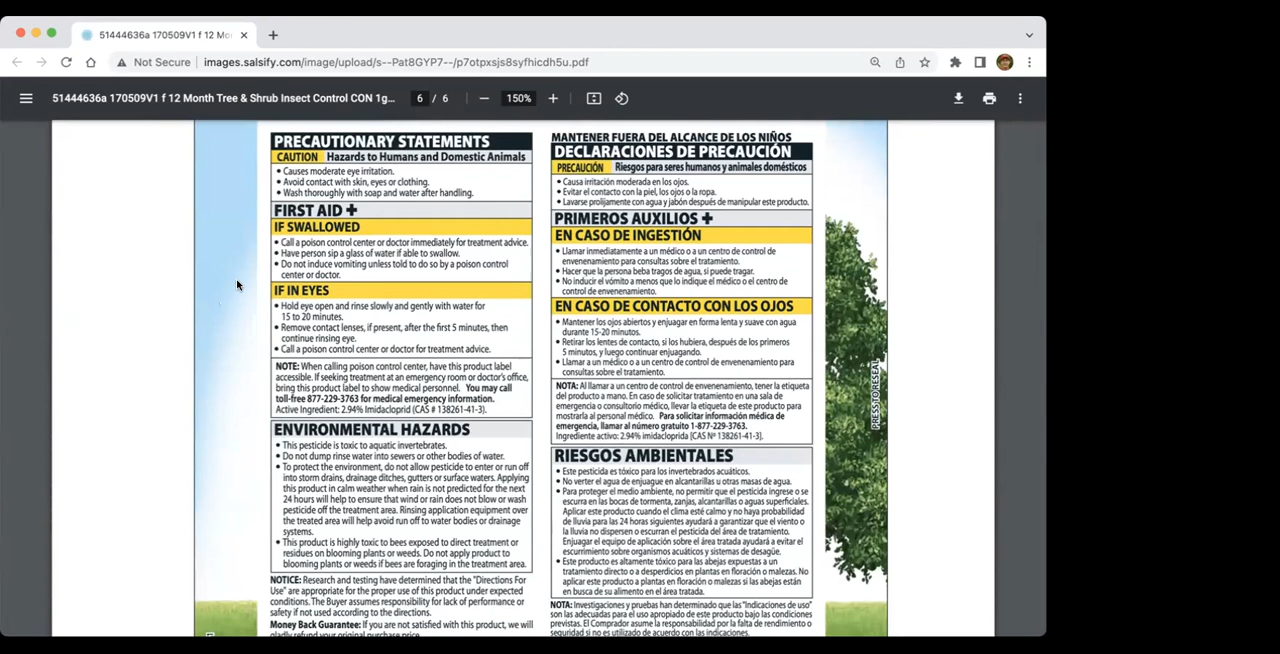 51444636a 170509V1 f 12 Mo
Not Secure
images.salsify.com/image/upload/s--Pat8GYP7--/p7otpxsjs8syfhicdh5u.pdf
51444636a 170509V1 f 12 Month Tree & Shrub Insect Control CON 1g...
6 / 6
150%
PRECAUTIONARY STATEMENTS
CAUTION Hazards to Humans and Domestic Animals
• Causes moderate eye irritation.
• Avoid contact with skin, eyes or clothing.
• Wash thoroughly with soap and water after handling.
FIRST AID +
IF SWALLOWED
• Call a poison control center or doctor immediately for treatment advice.
• Have person sip a glass of water if able to swallow.
• Do not induce vomiting unless told to do so by a poison control
center or doctor.
IF IN EYES
• Hold eye open and rinse slowly and gently with water for
15 to 20 minutes.
• Remove contact lenses, if present, after the first 5 minutes, then
continue rinsing eye.
• Call a poison control center or doctor for treatment advice.
NOTE: When calling poison control center, have this product label
accessible. If seeking treatment at an emergency room or doctor's office,
bring this product label to show medical personnel. You may call
toll-free 877-229-3763 for medical emergency information.
Active Ingredient: 2.94% Imidacloprid (CAS # 138261-41-3).
ENVIRONMENTAL HAZARDS
• This pesticide is toxic to aquatic invertebrates.
• Do not dump rinse water into sewers or other bodies of water.
• To protect the environment, do not allow pesticide to enter or run off
into storm drains, drainage ditches, gutters or surface waters. Applying
this product in calm weather when rain is not predicted for the next
24 hours will help to ensure that wind or rain does not blow or wash
pesticide off the treatment area. Rinsing application equipment over
the treated area will help avoid run off to water bodies or drainage
systems.
• This product is highly toxic to bees exposed to direct treatment or
residues on blooming plants or weeds. Do not apply product to
blooming plants or weeds if bees are foraging in the treatment area.
NOTICE: Research and testing have determined that the "Directions For
Use" are appropriate for the proper use of this product under expected
conditions. The Buyer assumes responsibility for lack of performance or
safety if not used according to the directions.
Money Back Guarantee: If you are not satisfied with this product, we will
gladly refund your original purchase price.
MANTENER FUERA DEL ALCANCE DE LOS NIÑOS
DECLARACIONES DE PRECAUCIÓN
PRECAUCIÓN Riesgos para seres humanos y animales domésticos
• Causa irritación moderada en los ojos.
• Evitar el contacto con la piel, los ojos o la ropa.
• Lavarse prolijamente con agua y jabón después de manipular este producto.
PRIMEROS AUXILIOS +
EN CASO DE INGESTIÓN
• Llamar inmediatamente a un médico o a un centro de control de
envenenamiento para consultas sobre el tratamiento.
• Hacer que la persona beba tragos de agua, si puede tragar.
• No inducir el vómito a menos que lo indique el médico o el centro de
control de envenenamiento.
EN CASO DE CONTACTO CON LOS OJOS
• Mantener los ojos abiertos y enjuagar en forma lenta y suave con agua
durante 15-20 minutos.
• Retirar los lentes de contacto, si los hubiera, después de los primeros
5 minutos, y luego continuar enjuagando.
• Llamar a un médico o a un centro de control de envenenamiento para
consultas sobre el tratamiento.
NOTA: Al llamar a un centro de control de envenenamiento, tener la etiqueta
del producto a mano. En caso de solicitar tratamiento en una sala de
emergencia o consultorio médico, llevar la etiqueta de este producto para
mostrarla al personal médico. Para solicitar información médica de
emergencia, llamar al número gratuito 1-877-229-3763.
Ingrediente activo: 2.94% imidacloprida [CAS Nº 138261-41-3].
RIESGOS AMBIENTALES
• Este pesticida es tóxico para los invertebrados acuáticos.
• No verter el agua de enjuague en alcantarillas u otras masas de agua.
• Para proteger el medio ambiente, no permitir que el pesticida ingrese o se
escurra en las bocas de tormenta, zanjas, alcantarillas o aguas superficiales.
Aplicar este producto cuando el clima esté calmo y no haya probabilidad
de lluvia para las 24 horas siguientes ayudará a garantizar que el viento o
la lluvia no dispersen o escurran el pesticida del área de tratamiento.
Enjuagar el equipo de aplicación sobre el área tratada ayudará a evitar el
escurrimiento sobre organismos acuáticos y sistemas de desagüe.
• Este producto es altamente tóxico para las abejas expuestas a un
tratamiento directo o a desperdicios en plantas en floración o malezas. No
aplicar este producto a plantas en floración o malezas si las abejas están
en busca de su alimento en el área tratada.
NOTA: Investigaciones y pruebas han determinado que las "Indicaciones de uso"
son las adecuadas para el uso apropiado de este producto bajo las condiciones
previstas. El Comprador asume la responsabilidad por la falta de rendimiento o
seguridad si no es utilizado de acuerdo con las indicaciones.
PRESS TO RESEAL